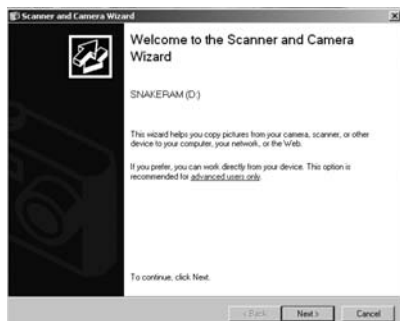 Scanner and Camera Wizard
Welcome to the Scanner and Camera
Wizard
SNAKERAM (D:)
This wizard helps you copy pictures from your camera, scanner, or other
device to your computer, your network, or the Web.
If you prefer, you can work directly from your device. This option is
recommended for advanced users only.
To continue, click Next.
< Back Next > Cancel